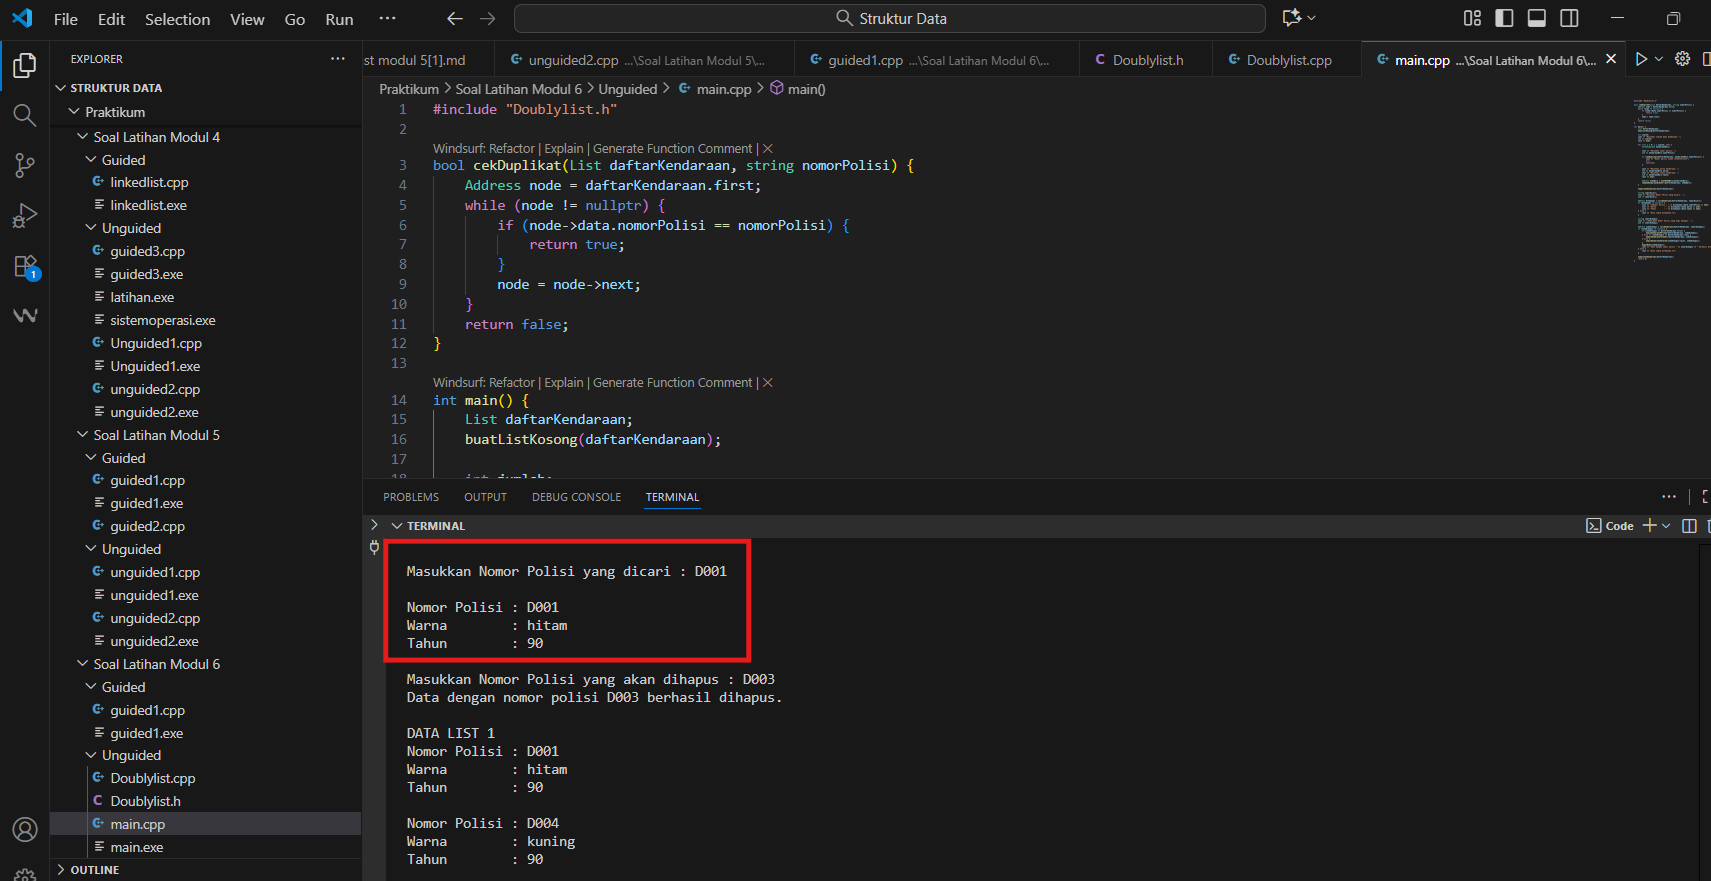 File Edit Selection View Go Run ···
Struktur Data
EXPLORER ···
st modul 5[1].md
unguided2.cpp ...\Soal Latihan Modul 5\...
guided1.cpp ...\Soal Latihan Modul 6\...
Doublylist.h
Doublylist.cpp
main.cpp ...\Soal Latihan Modul 6\...
STRUKTUR DATA
Praktikum
Soal Latihan Modul 4
Guided
linkedlist.cpp
linkedlist.exe
Unguided
guided3.cpp
guided3.exe
latihan.exe
sistemoperasi.exe
Unguided1.cpp
Unguided1.exe
unguided2.cpp
unguided2.exe
Soal Latihan Modul 5
Guided
guided1.cpp
guided1.exe
guided2.cpp
Unguided
unguided1.cpp
unguided1.exe
unguided2.cpp
unguided2.exe
Soal Latihan Modul 6
Guided
guided1.cpp
guided1.exe
Unguided
Doublylist.cpp
Doublylist.h
main.cpp
main.exe
OUTLINE
1
Praktikum > Soal Latihan Modul 6 > Unguided > main.cpp > main()
1 #include "Doublylist.h"
2
Windsurf: Refactor | Explain | Generate Function Comment | X
3 bool cekDuplikat(List daftarKendaraan, string nomorPolisi) {
4 Address node = daftarKendaraan.first;
5 while (node != nullptr) {
6 if (node->data.nomorPolisi == nomorPolisi) {
7 return true;
8 }
9 node = node->next;
10 }
11 return false;
12 }
13
Windsurf: Refactor | Explain | Generate Function Comment | X
14 int main() {
15 List daftarKendaraan;
16 buatListKosong(daftarKendaraan);
17
18 int jumlah;
PROBLEMS OUTPUT DEBUG CONSOLE TERMINAL
TERMINAL
Code
Masukkan Nomor Polisi yang dicari : D001
Nomor Polisi : D001
Warna : hitam
Tahun : 90
Masukkan Nomor Polisi yang akan dihapus : D003
Data dengan nomor polisi D003 berhasil dihapus.
DATA LIST 1
Nomor Polisi : D001
Warna : hitam
Tahun : 90
Nomor Polisi : D004
Warna : kuning
Tahun : 90